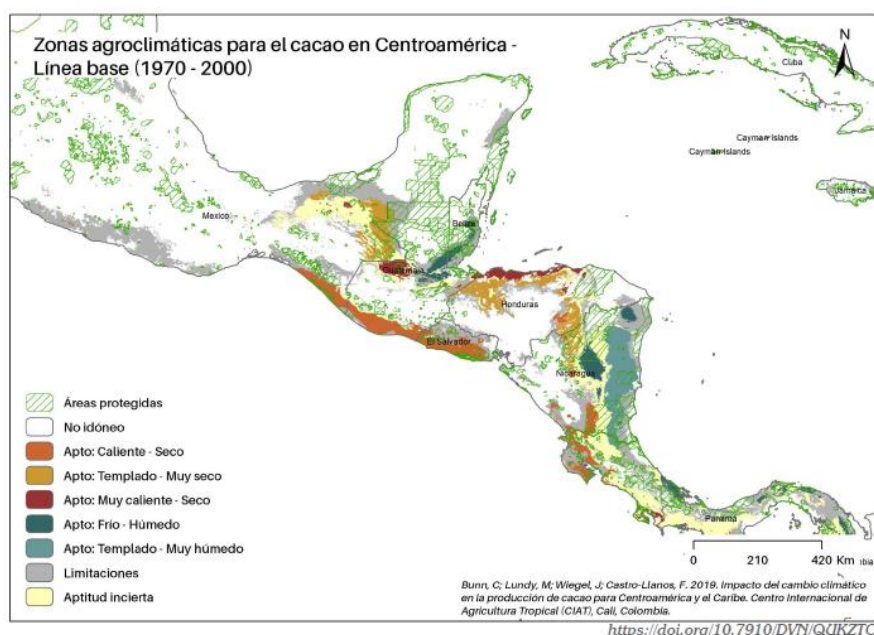 Zonas agroclimáticas para el cacao en Centroamérica -
Línea base (1970 - 2000)
N
Cuba
Cayman Islands
Cayman Islands
Jamaica
Mexico
Belize
Guatemala
Honduras
El Salvador
Nicaragua
Panama
Áreas protegidas
No idóneo
Apto: Caliente - Seco
Apto: Templado - Muy seco
Apto: Muy caliente - Seco
Apto: Frío - Húmedo
Apto: Templado - Muy húmedo
Limitaciones
Aptitud incierta
0 210 420 Km
Bunn, C; Lundy, M; Wiegel, J; Castro-Llanos, F. 2019. Impacto del cambio climático
en la producción de cacao para Centroamérica y el Caribe. Centro Internacional de
Agricultura Tropical (CIAT), Cali, Colombia.